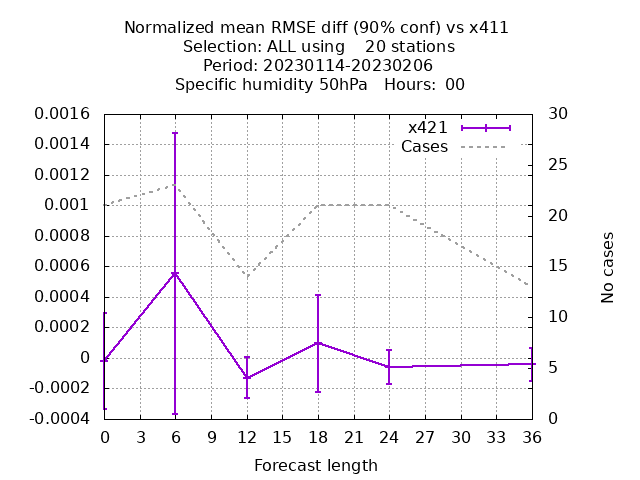 Normalized mean RMSE diff (90% conf) vs x411
Selection: ALL using    20 stations
Period: 20230114-20230206
Specific humidity 50hPa   Hours:  00
x421
Cases
0.0016
0.0014
0.0012
0.001
0.0008
0.0006
0.0004
0.0002
0
-0.0002
-0.0004
30
25
20
15
10
5
0
No cases
0 3 6 9 12 15 18 21 24 27 30 33 36
Forecast length